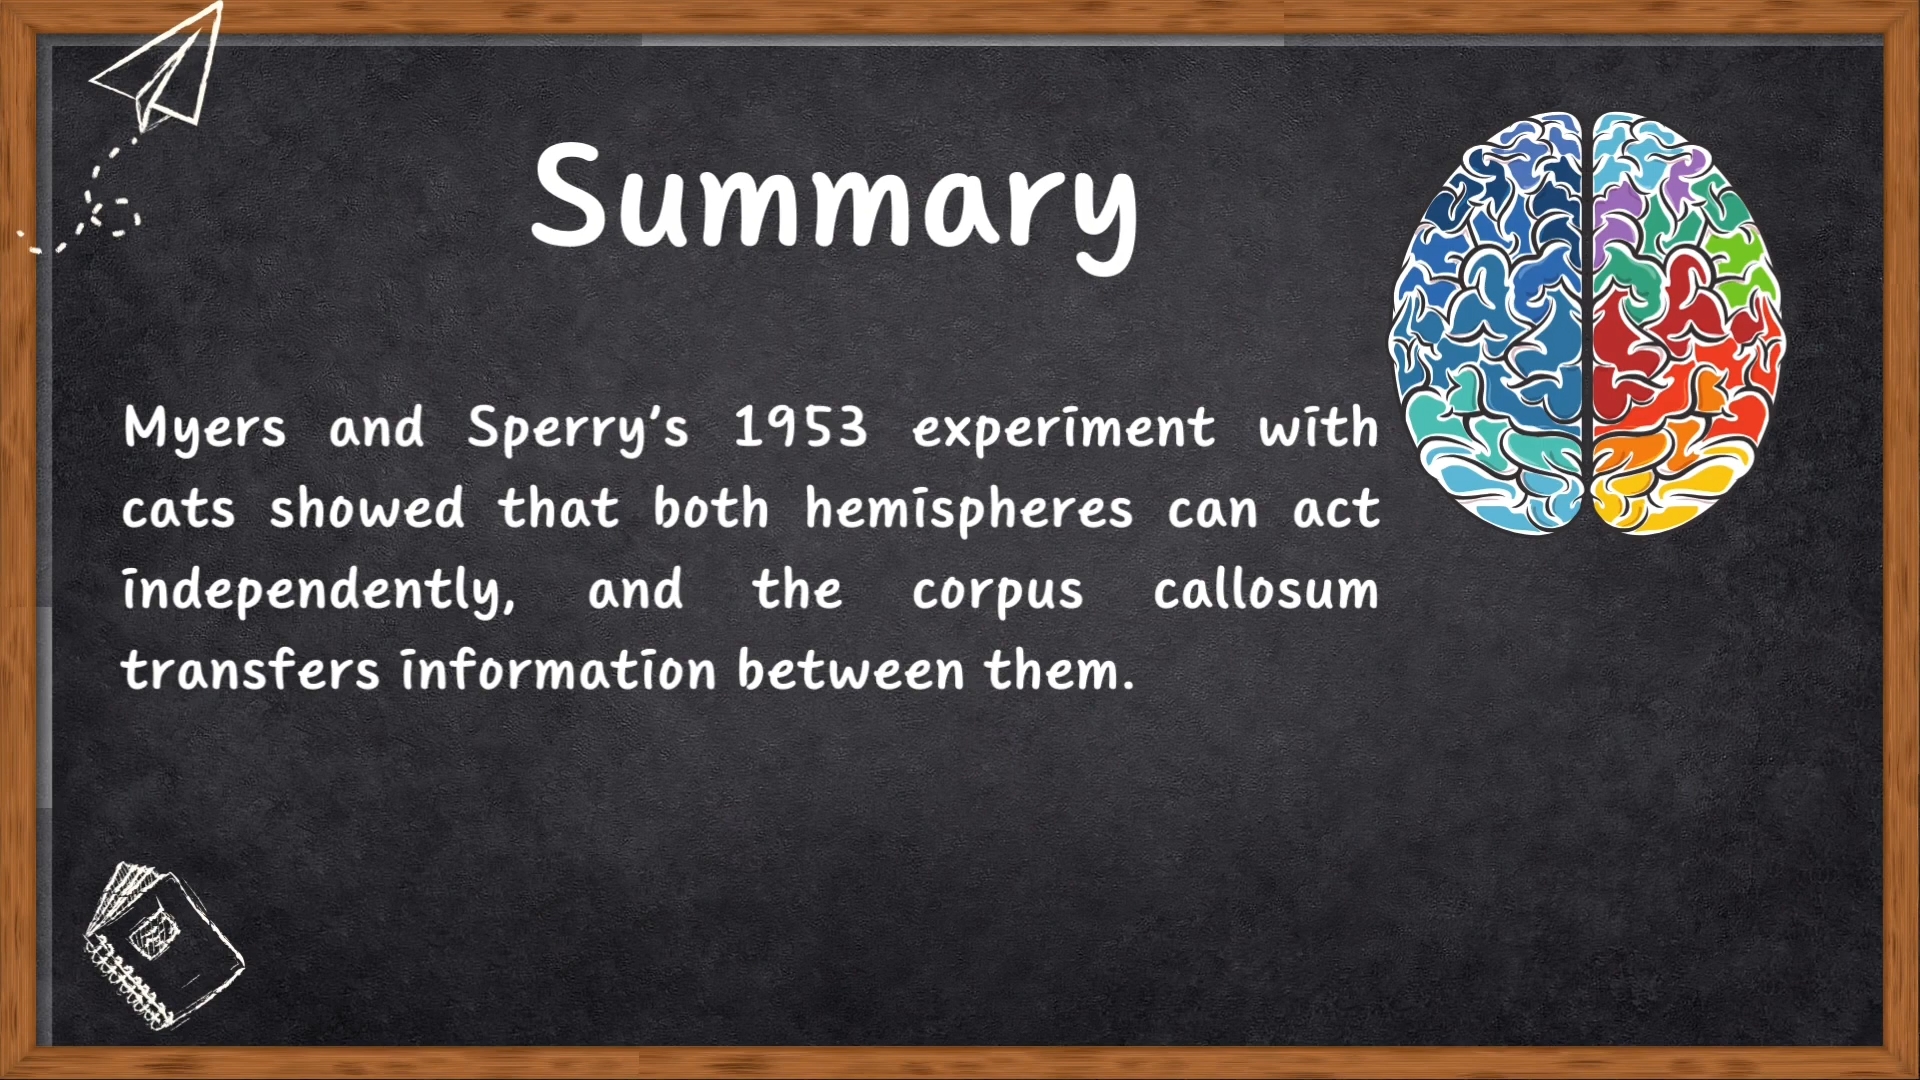 Summary
Myers and Sperry's 1953 experiment with
cats showed that both hemispheres can act
independently, and the corpus callosum
transfers information between them.